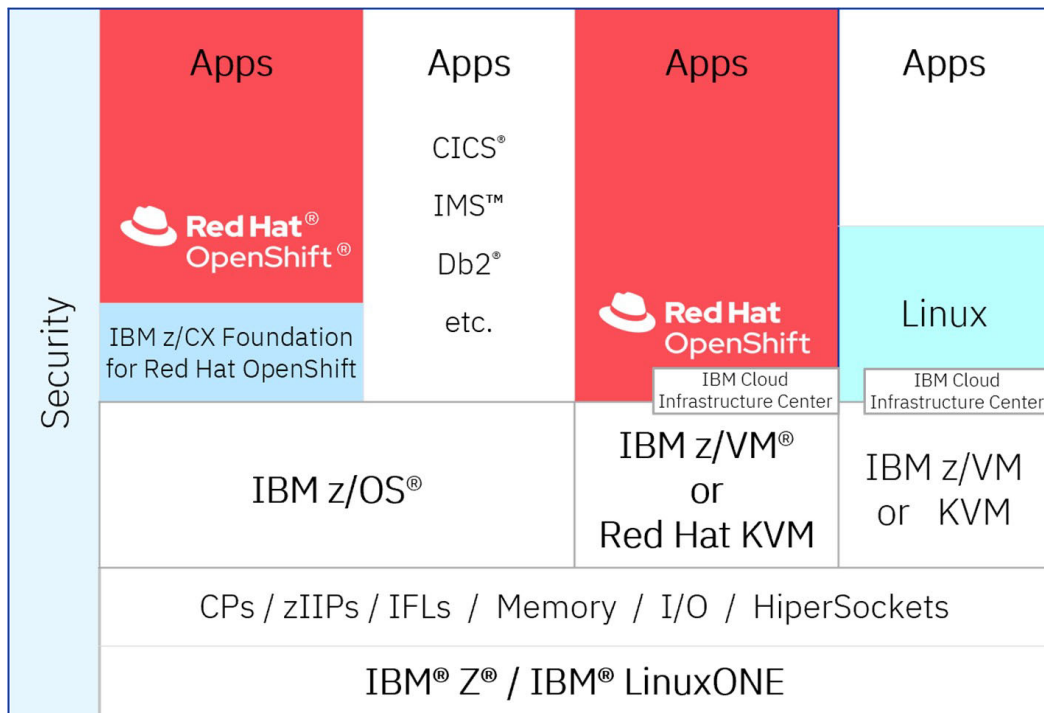 Security
Apps
Red Hat®
OpenShift®
IBM z/CX Foundation
for Red Hat OpenShift
Apps
CICS®
IMS™
Db2®
etc.
Apps
Red Hat
OpenShift
IBM Cloud
Infrastructure Center
Apps
Linux
IBM Cloud
Infrastructure Center
IBM z/OS®
IBM z/VM®
or
Red Hat KVM
IBM z/VM
or KVM
CPs / zIIPs / IFLs / Memory / I/O / HiperSockets
IBM® Z® / IBM® LinuxONE